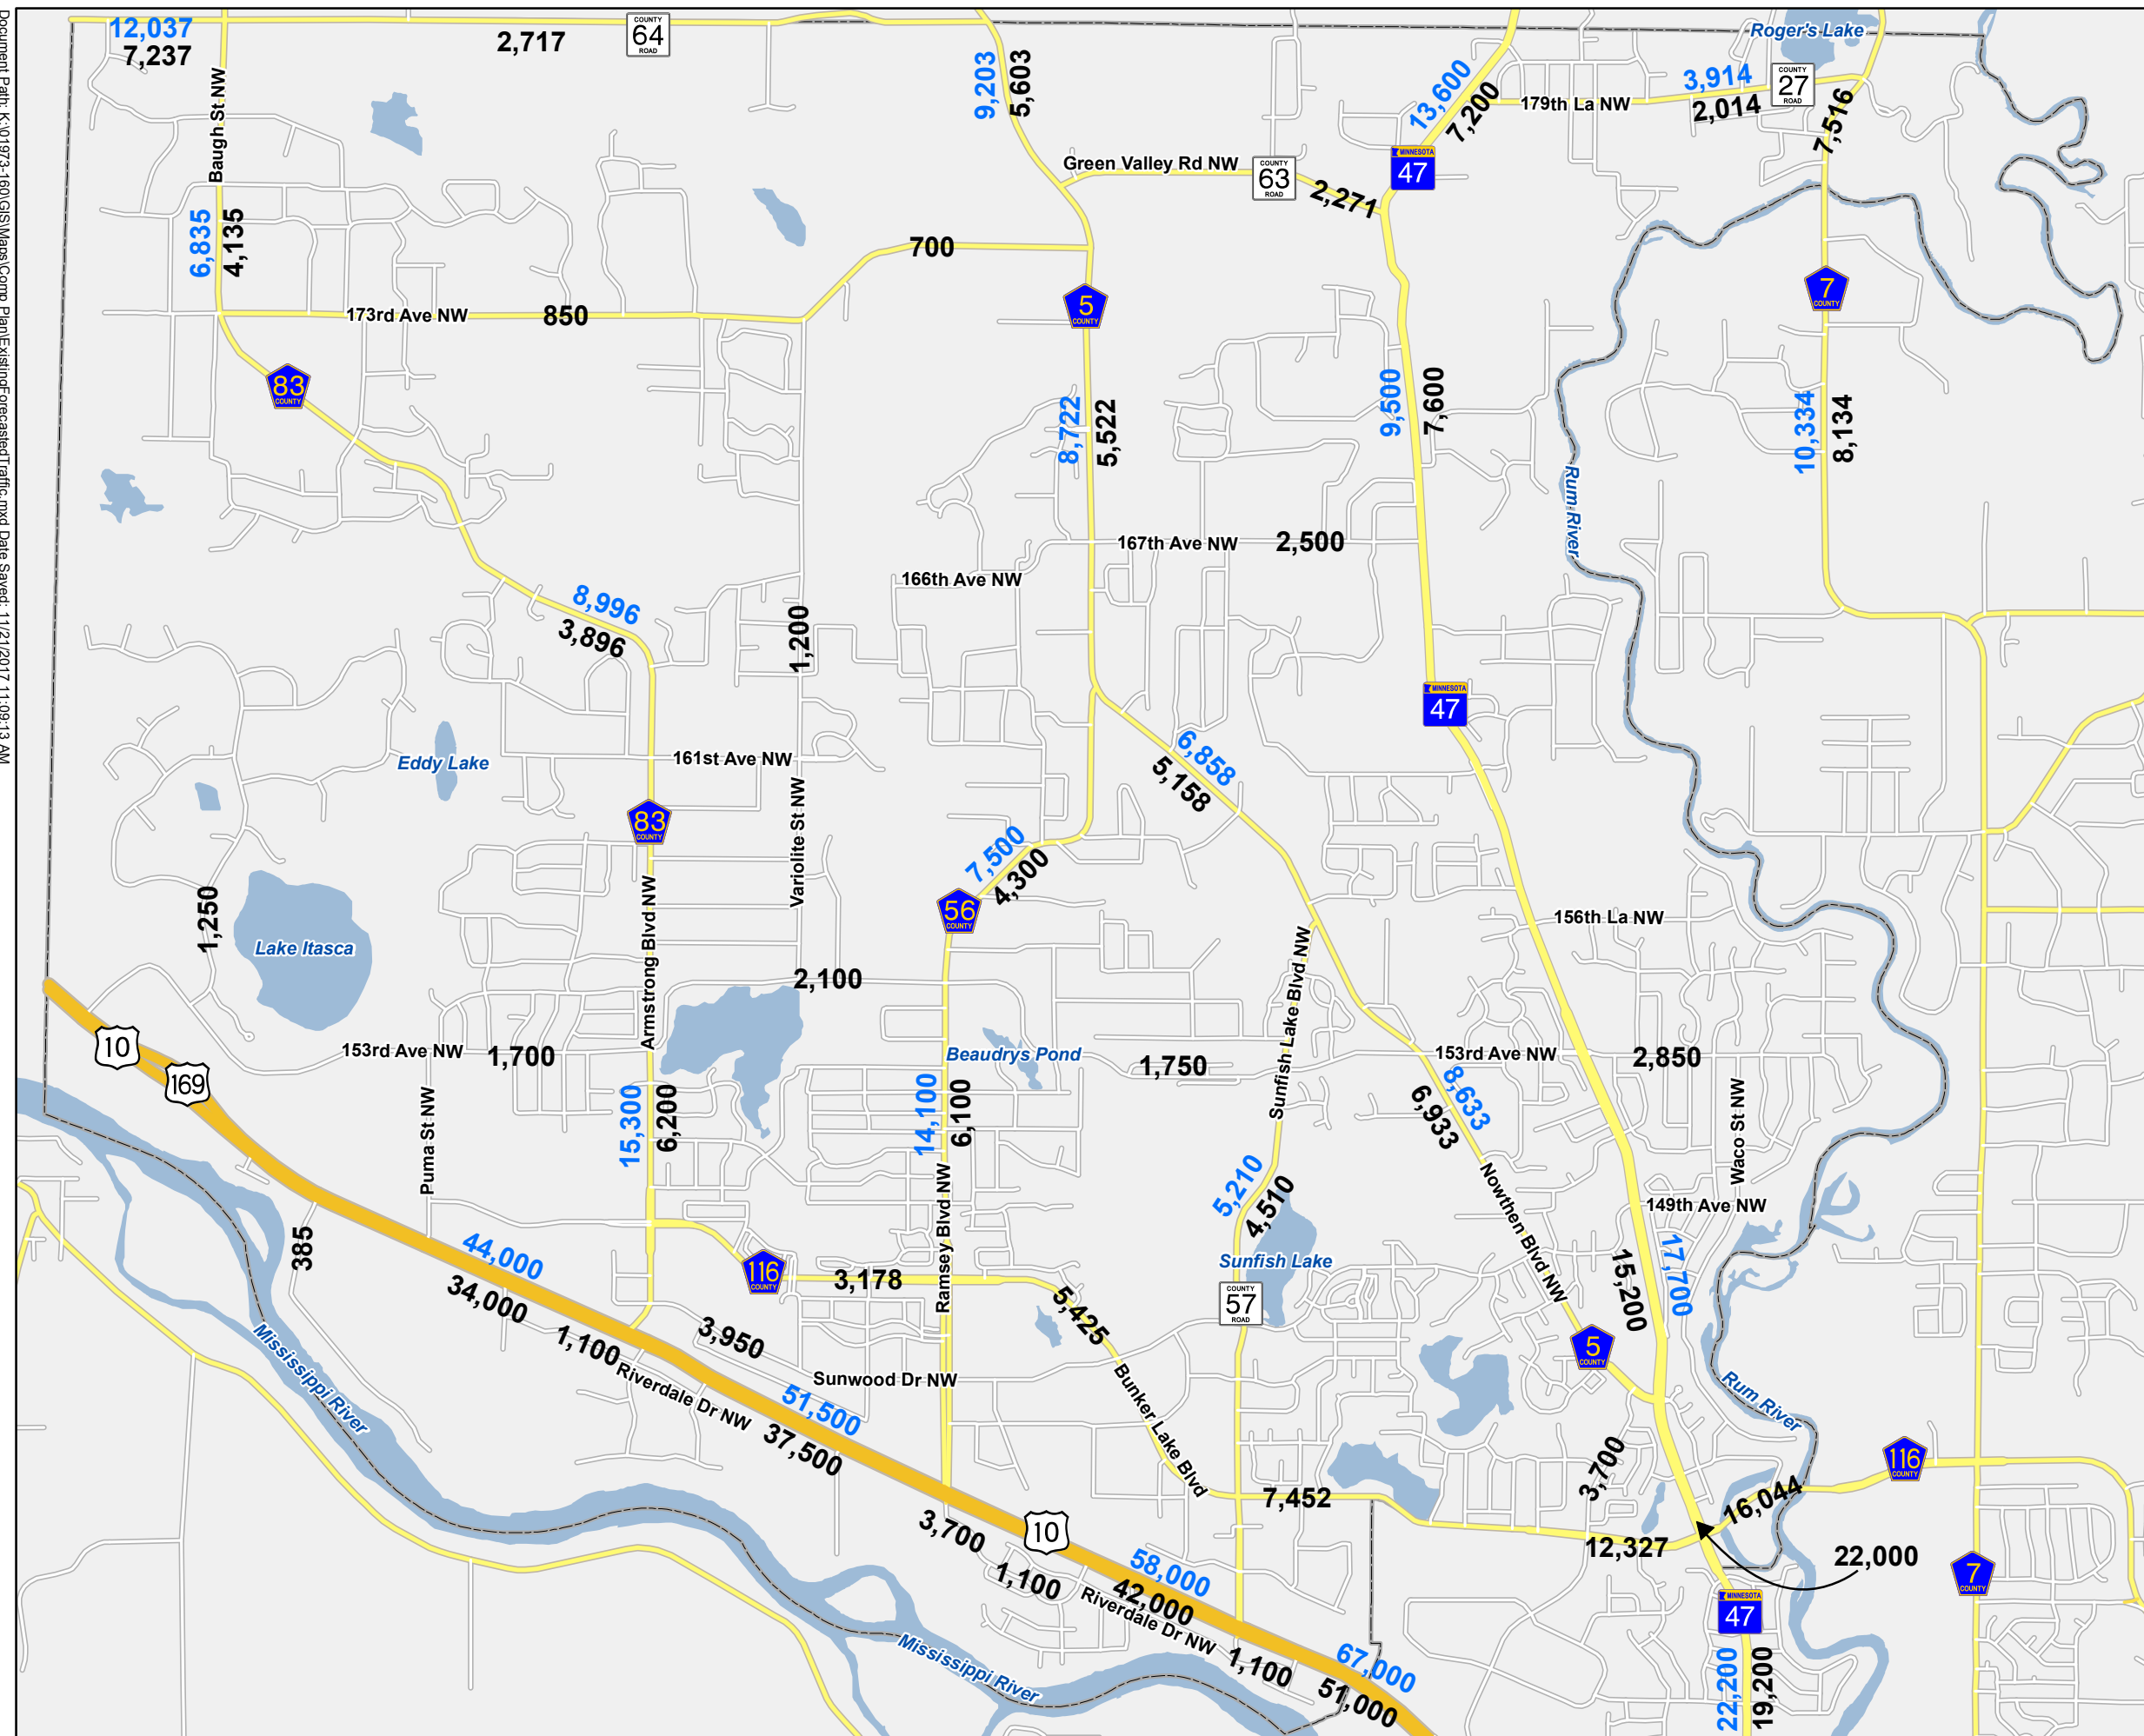 Document Path: K:\01973-160\GIS\Maps\Comp Plan\ExistingForecastedTraffic.mxd Date Saved: 11/21/2017 11:09:13 AM
12,037
7,237
2,717
COUNTY
64
ROAD
9,203
5,603
13,600
7,200
Roger's Lake
3,914
2,014
COUNTY
27
ROAD
179th La NW
7,516
Baugh St NW
Green Valley Rd NW
COUNTY
63
ROAD
2,271
MINNESOTA
47
6,835
4,135
700
5
COUNTY
7
COUNTY
173rd Ave NW
850
83
COUNTY
8,722
5,522
9,500
7,600
10,334
8,134
Rum River
167th Ave NW
2,500
166th Ave NW
8,996
3,896
1,200
MINNESOTA
47
Eddy Lake
161st Ave NW
6,858
5,158
83
COUNTY
Variolite St NW
7,500
4,300
56
COUNTY
1,250
Lake Itasca
Armstrong Blvd NW
156th La NW
2,100
Sunfish Lake Blvd NW
10
169
153rd Ave NW
1,700
Beaudrys Pond
1,750
153rd Ave NW
2,850
Puma St NW
15,300
6,200
14,100
6,100
8,633
6,933
Waco St NW
Ramsey Blvd NW
5,210
4,510
Nowthen Blvd NW
149th Ave NW
385
44,000
34,000
116
COUNTY
3,178
Sunfish Lake
15,200
17,700
COUNTY
57
ROAD
5,425
Mississippi River
1,100
3,950
Riverdale Dr NW
Sunwood Dr NW
51,500
37,500
Bunker Lake Blvd
5
COUNTY
Rum River
3,700
116
COUNTY
7,452
16,044
12,327
22,000
3,700
10
1,100
58,000
42,000
Riverdale Dr NW
7
COUNTY
MINNESOTA
47
Mississippi River
1,100
67,000
51,000
22,200
19,200